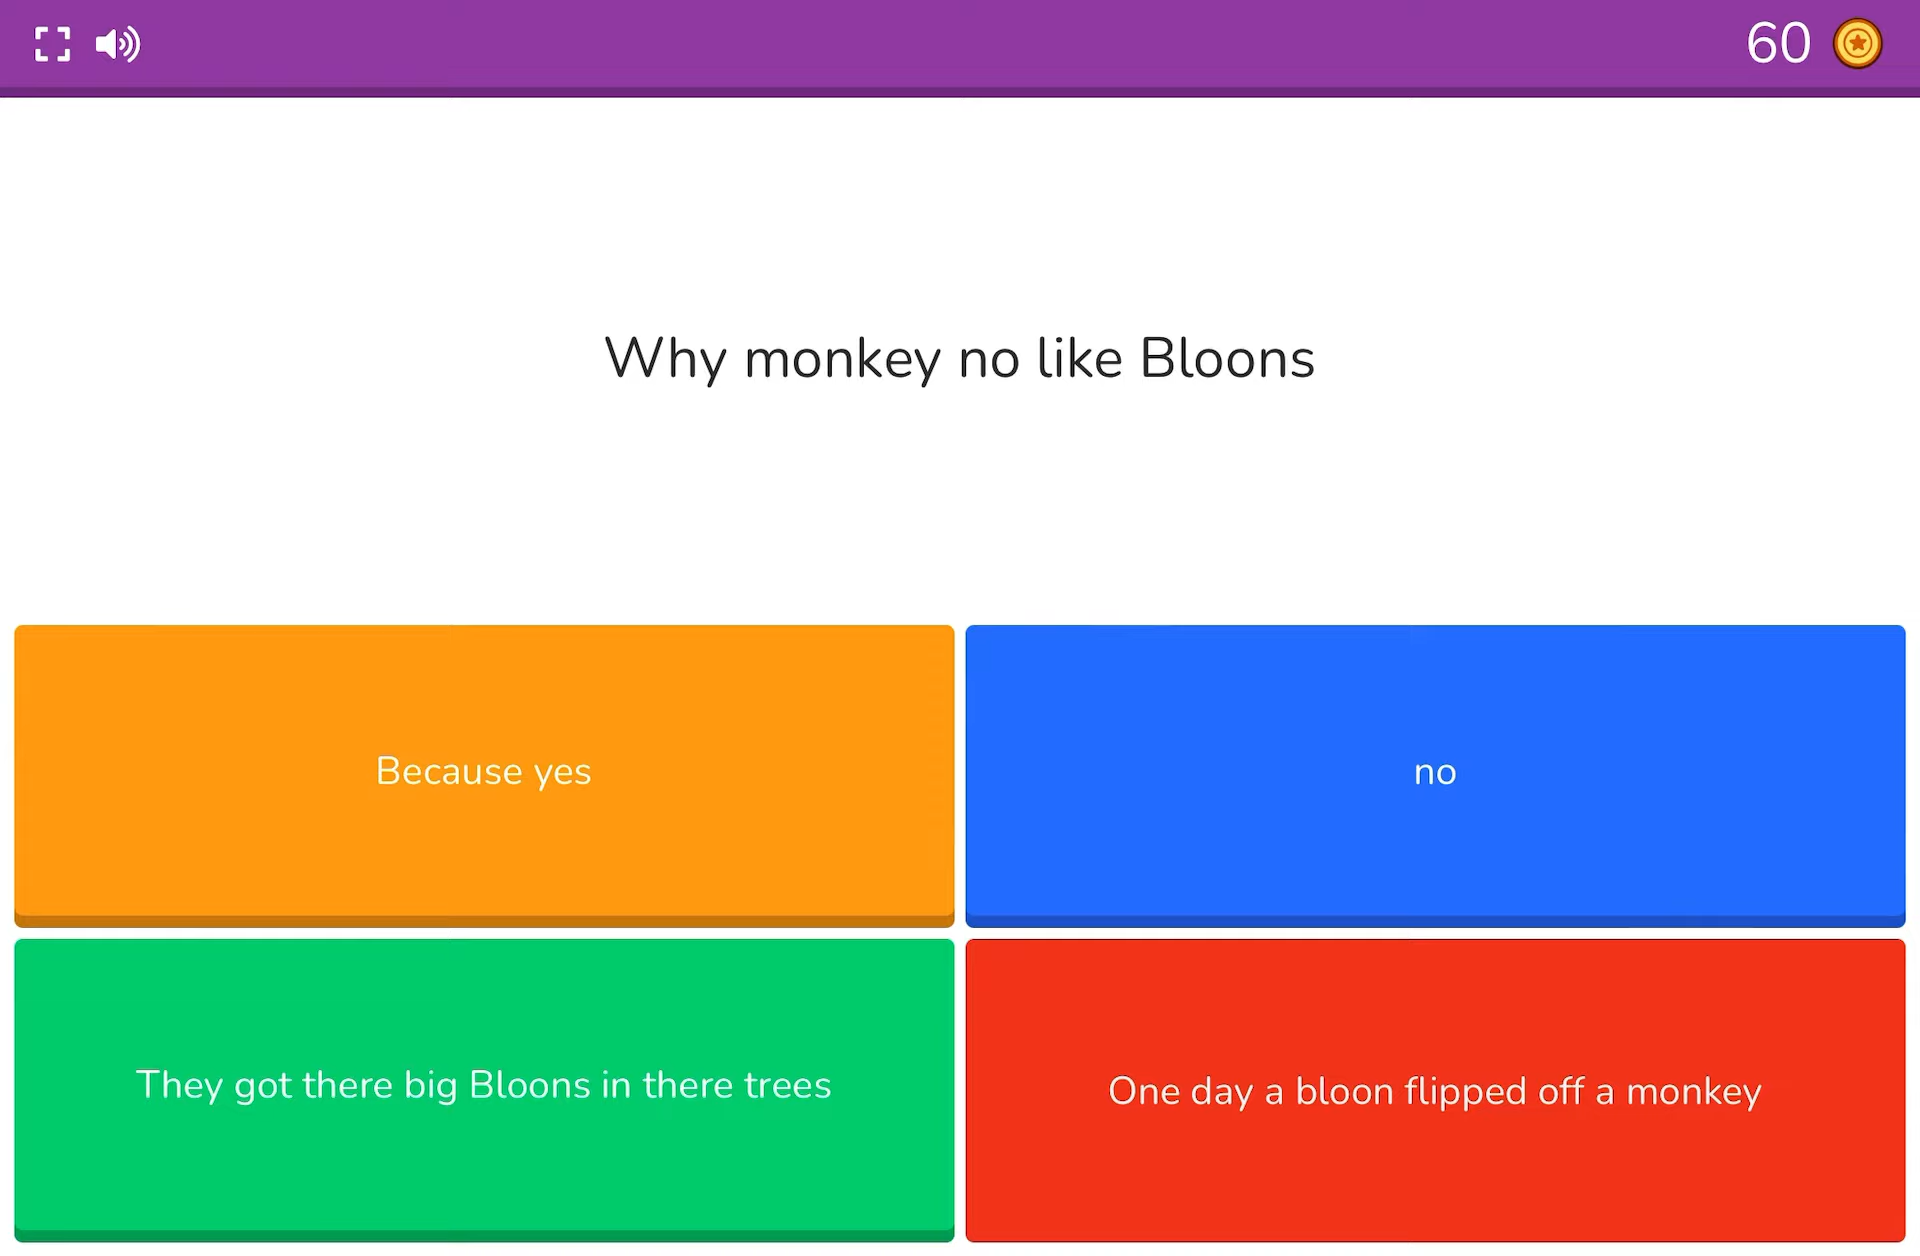 60
Why monkey no like Bloons
Because yes
no
They got there big Bloons in there trees
One day a bloon flipped off a monkey